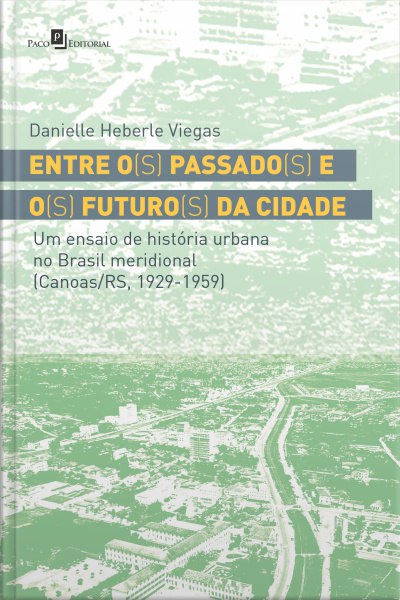 PACO EDITORIAL
Danielle Heberle Viegas
ENTRE O(S) PASSADO(S) E
O(S) FUTURO(S) DA CIDADE
Um ensaio de história urbana
no Brasil meridional
(Canoas/RS, 1929-1959)